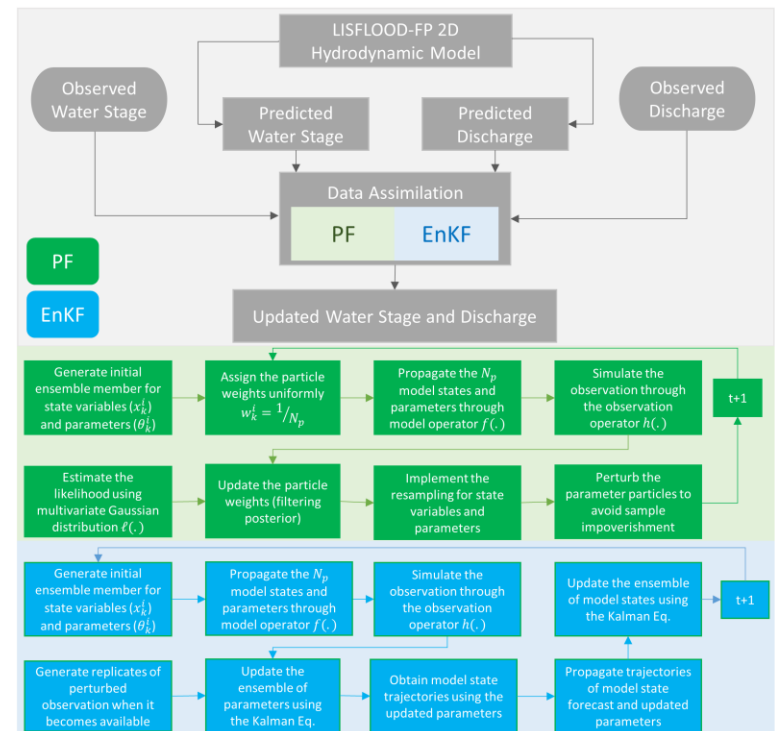 LISFLOOD-FP 2D
Hydrodynamic Model
Observed
Water Stage
Observed
Discharge
Predicted
Water Stage
Predicted
Discharge
Data Assimilation
PF
EnKF
PF
EnKF
Updated Water Stage and Discharge
Generate initial
ensemble member for
state variables (x_k^i)
and parameters (θ_k^i)
Assign the particle
weights uniformly
w_k^i = 1/N_p
Propagate the N_p
model states and
parameters through
model operator f(.)
Simulate the
observation through
the observation
operator h(.)
t+1
Estimate the
likelihood using
multivariate Gaussian
distribution ℓ(.)
Update the particle
weights (filtering
posterior)
Implement the
resampling for state
variables and
parameters
Perturb the
parameter particles to
avoid sample
impoverishment
Generate initial
ensemble member for
state variables (x_k^i)
and parameters (θ_k^i)
Propagate the N_p
model states and
parameters through
model operator f(.)
Simulate the
observation through
the observation
operator h(.)
Update the ensemble
of model states using
the Kalman Eq.
t+1
Generate replicates of
perturbed
observation when it
becomes available
Update the
ensemble of
parameters using
the Kalman Eq.
Obtain model state
trajectories using the
updated parameters
Propagate trajectories
of model state
forecast and updated
parameters